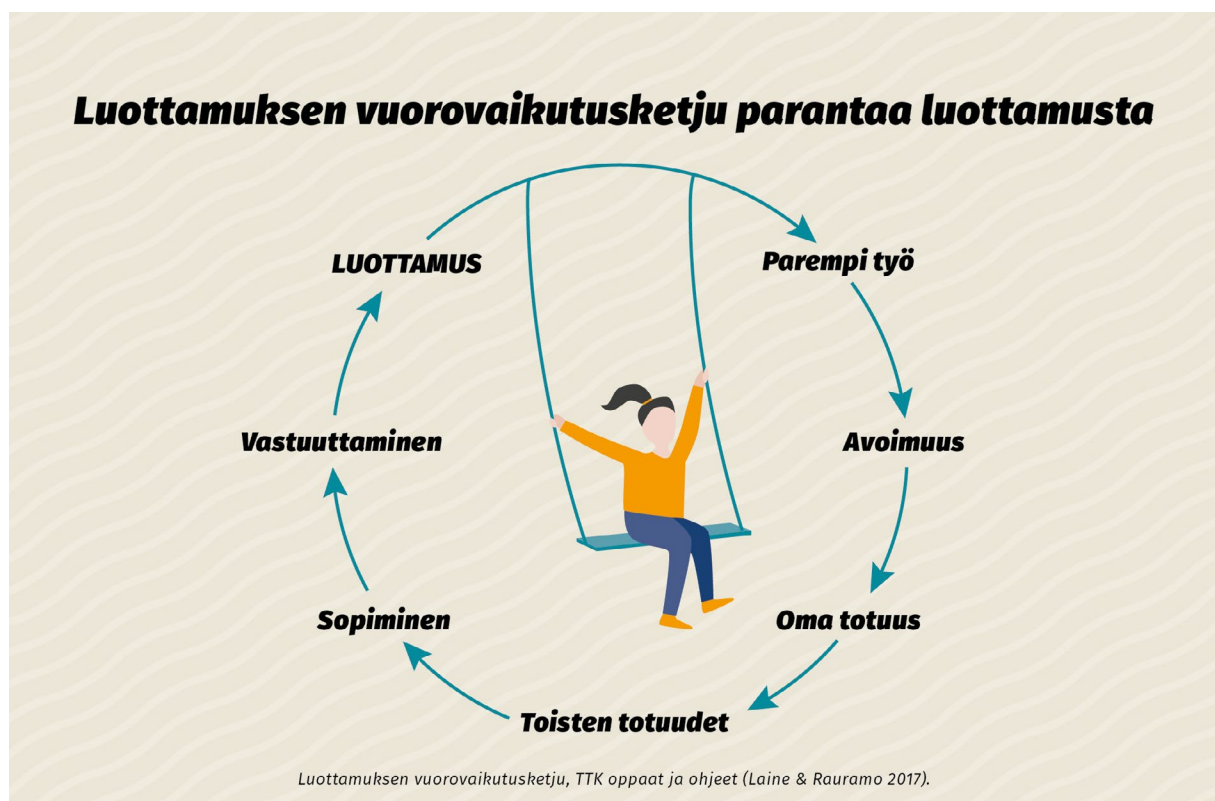 Luottamuksen vuorovaikutusketju parantaa luottamusta
LUOTTAMUS
Parempi työ
Avoimuus
Oma totuus
Toisten totuudet
Sopiminen
Vastuuttaminen
Luottamuksen vuorovaikutusketju, TTK oppaat ja ohjeet (Laine & Rauramo 2017).